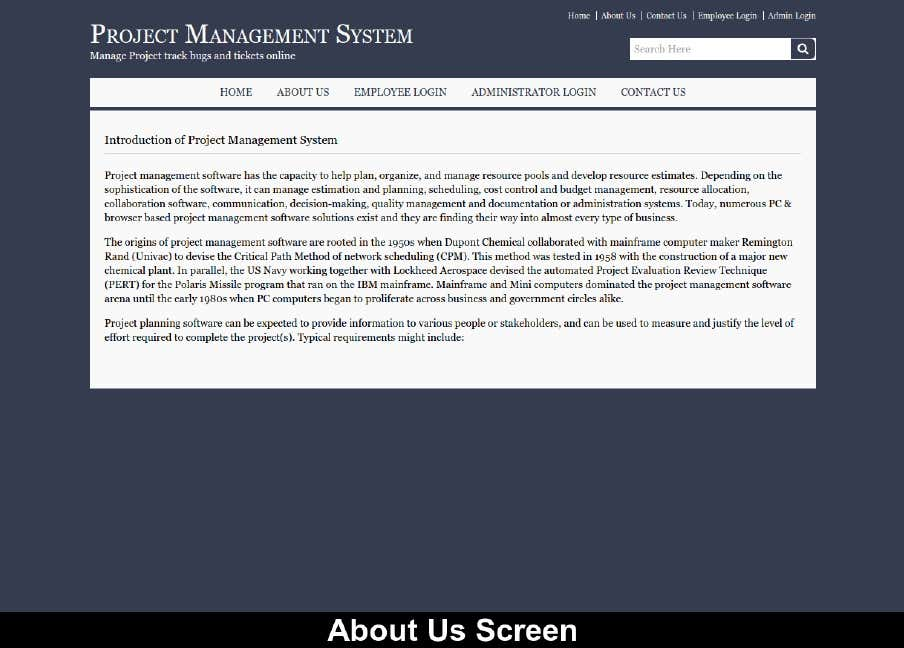 Home | About Us | Contact Us | Employee Login | Admin Login
PROJECT MANAGEMENT SYSTEM
Manage Project track bugs and tickets online
Search Here
HOME ABOUT US EMPLOYEE LOGIN ADMINISTRATOR LOGIN CONTACT US
Introduction of Project Management System
Project management software has the capacity to help plan, organize, and manage resource pools and develop resource estimates. Depending on the
sophistication of the software, it can manage estimation and planning, scheduling, cost control and budget management, resource allocation,
collaboration software, communication, decision-making, quality management and documentation or administration systems. Today, numerous PC &
browser based project management software solutions exist and they are finding their way into almost every type of business.
The origins of project management software are rooted in the 1950s when Dupont Chemical collaborated with mainframe computer maker Remington
Rand (Univac) to devise the Critical Path Method of network scheduling (CPM). This method was tested in 1958 with the construction of a major new
chemical plant. In parallel, the US Navy working together with Lockheed Aerospace devised the automated Project Evaluation Review Technique
(PERT) for the Polaris Missile program that ran on the IBM mainframe. Mainframe and Mini computers dominated the project management software
arena until the early 1980s when PC computers began to proliferate across business and government circles alike.
Project planning software can be expected to provide information to various people or stakeholders, and can be used to measure and justify the level of
effort required to complete the project(s). Typical requirements might include:
About Us Screen